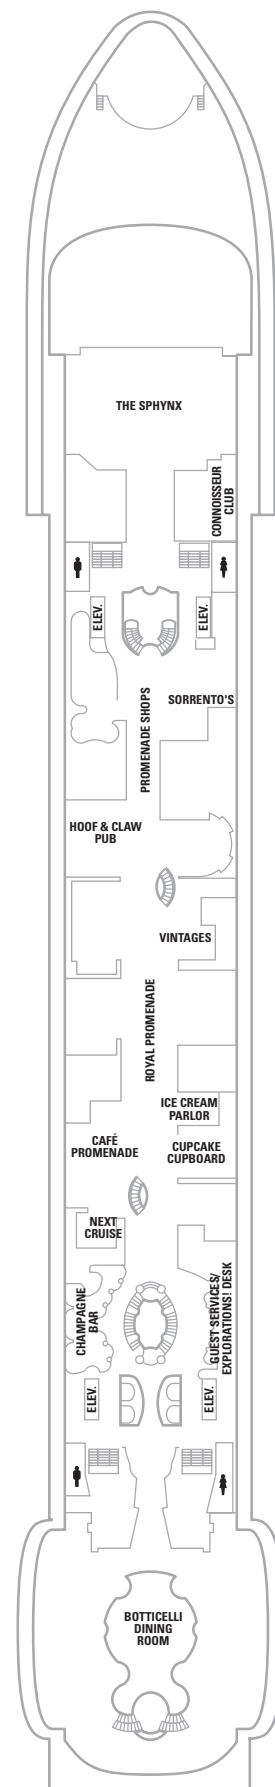 THE SPHYNX
CONNOISSEUR
CLUB
ELEV.
ELEV.
PROMENADE SHOPS
SORRENTO'S
HOOF & CLAW
PUB
VINTAGES
ROYAL PROMENADE
ICE CREAM
PARLOR
CAFÉ
PROMENADE
CUPCAKE
CUPBOARD
NEXT
CRUISE
CHAMPAGNE
BAR
GUEST SERVICES/
EXPLORATIONS! DESK
ELEV.
ELEV.
BOTTICELLI
DINING
ROOM